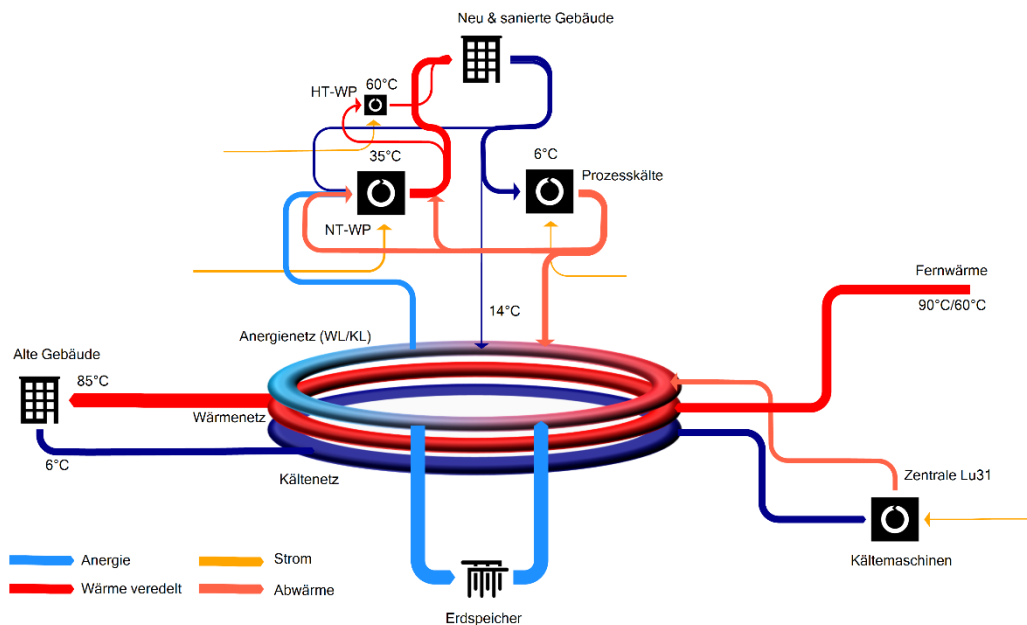 Neu & sanierte Gebäude
HT-WP
60°C
35°C
6°C
Prozesskälte
NT-WP
Fernwärme
90°C/60°C
14°C
Anergienetz (WL/KL)
Alte Gebäude
85°C
Wärmenetz
6°C
Kältenetz
Zentrale Lu31
Kältemaschinen
Anergie
Strom
Wärme veredelt
Abwärme
Erdspeicher